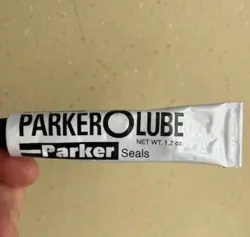 PARKER O LUBE
NET WT. 1.2 oz.
Parker Seals